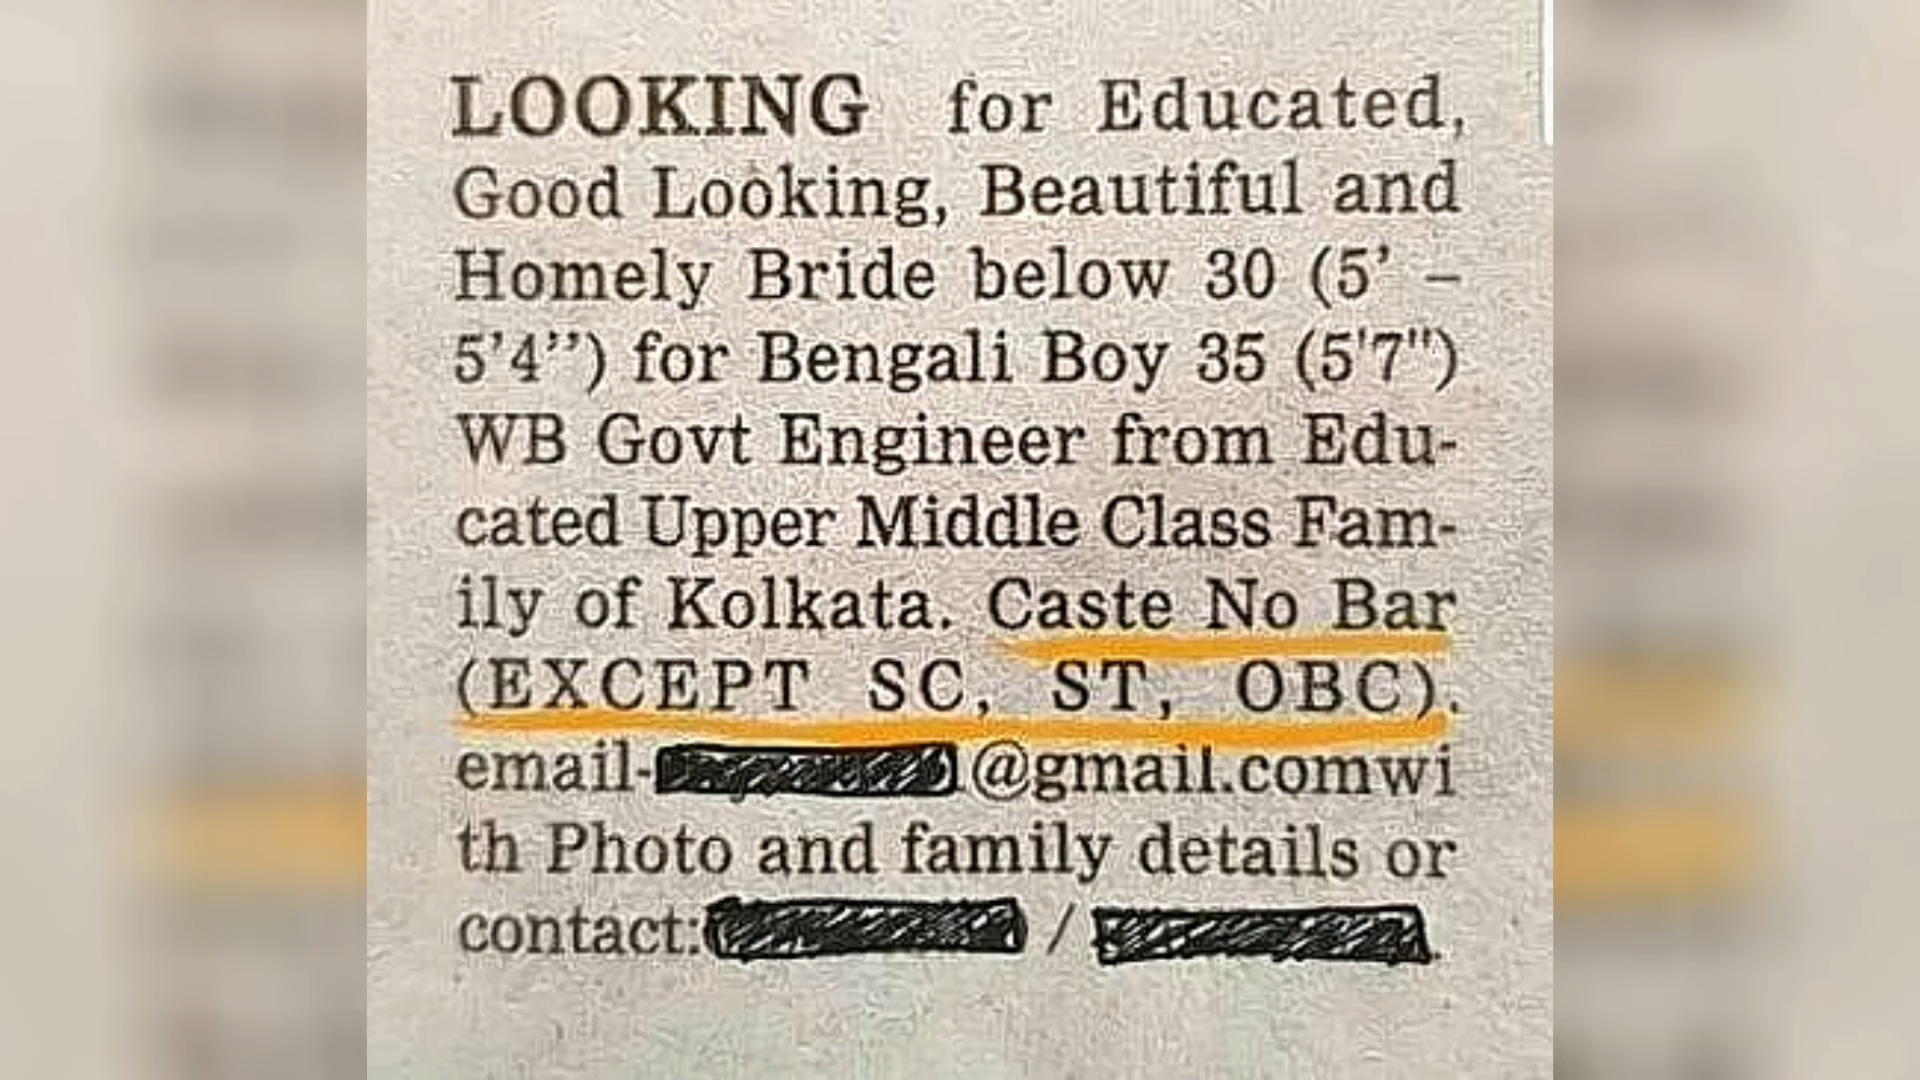 LOOKING for Educated,
Good Looking, Beautiful and
Homely Bride below 30 (5’ –
5’4’’) for Bengali Boy 35 (5'7")
WB Govt Engineer from Edu-
cated Upper Middle Class Fam-
ily of Kolkata. Caste No Bar
(EXCEPT SC, ST, OBC).
email- @gmail.comwi
th Photo and family details or
contact: / .